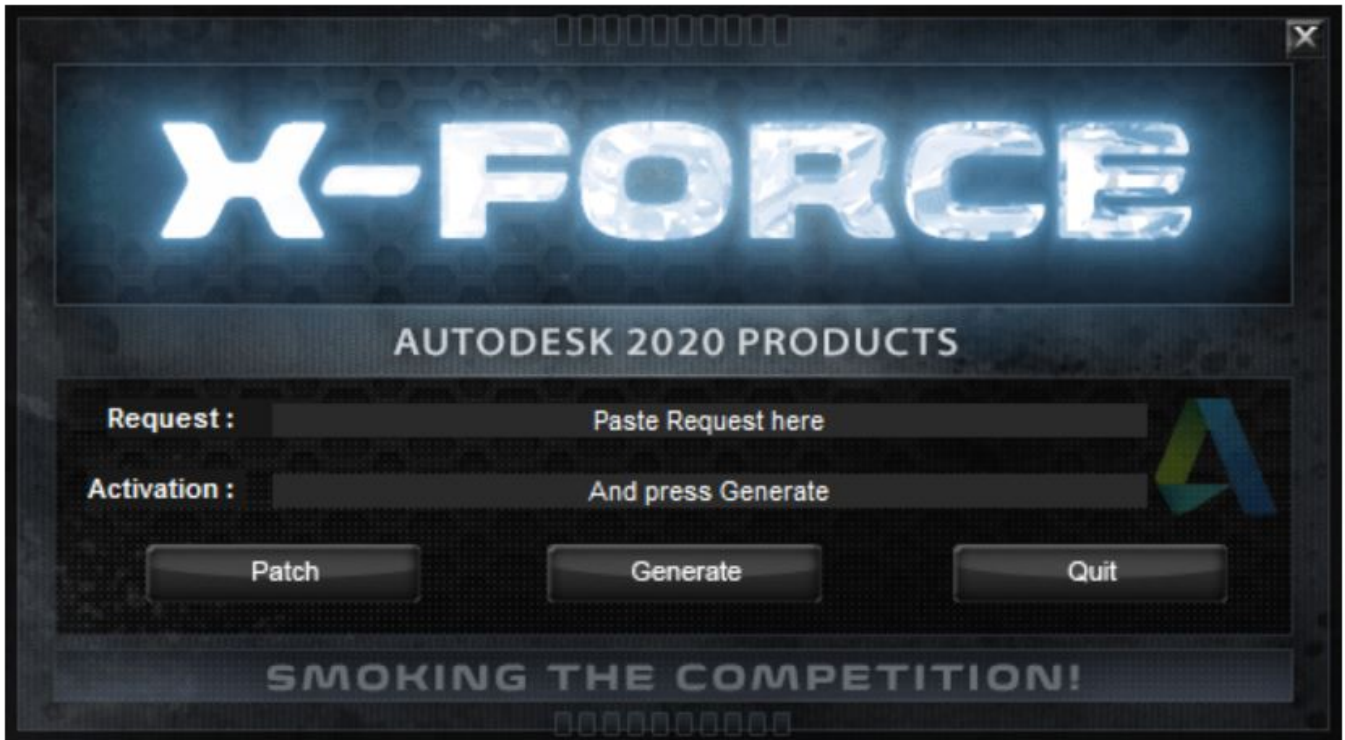 X-FORCE
AUTODESK 2020 PRODUCTS
Request : Paste Request here
Activation : And press Generate
Patch Generate Quit
SMOKING THE COMPETITION!